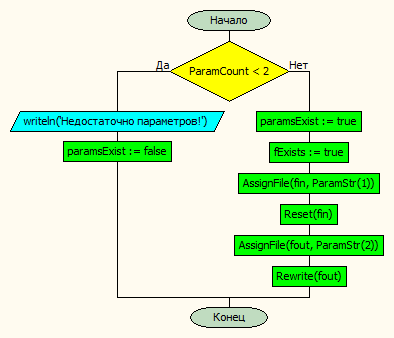 Начало
ParamCount < 2
Да
Нет
writeln('Недостаточно параметров!')
paramsExist := false
paramsExist := true
fExists := true
AssignFile(fin, ParamStr(1))
Reset(fin)
AssignFile(fout, ParamStr(2))
Rewrite(fout)
Конец